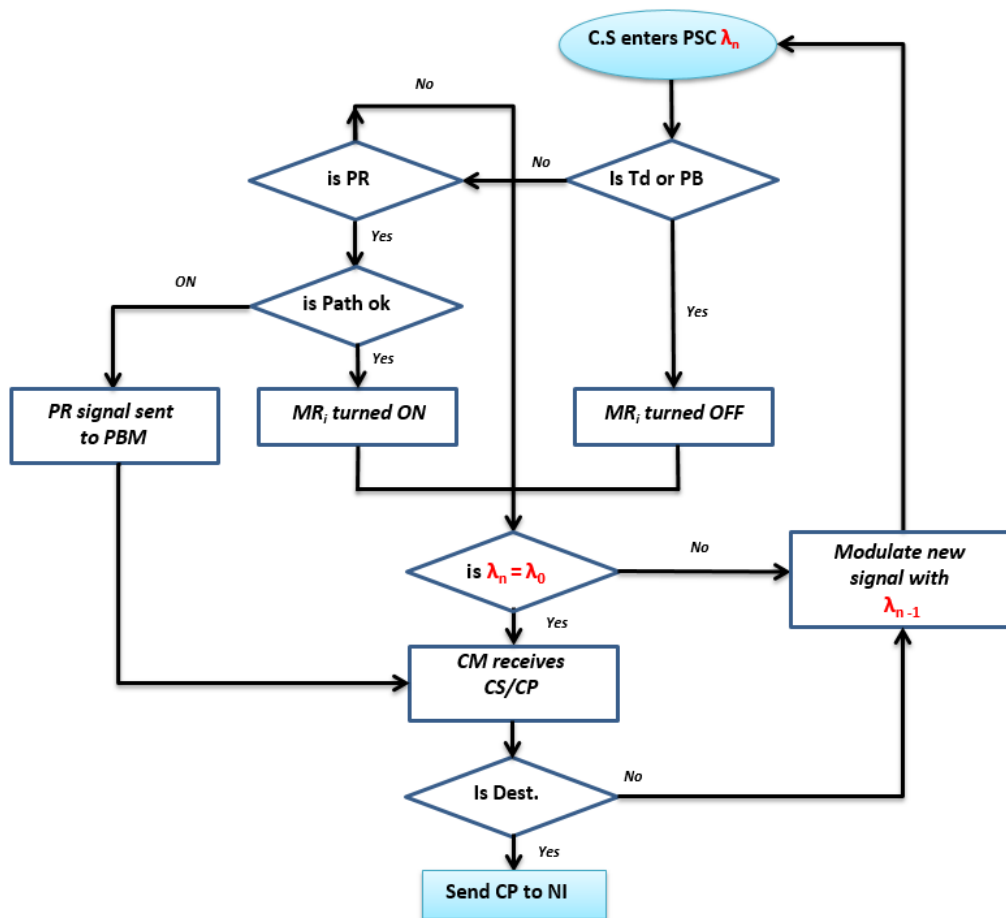 C.S enters PSC λn
No
is PR
No
Is Td or PB
Yes
ON
is Path ok
Yes
Yes
PR signal sent
to PBM
MRi turned ON
MRi turned OFF
is λn = λ0
No
Modulate new
signal with
λn -1
Yes
CM receives
CS/CP
Is Dest.
No
Yes
Send CP to NI